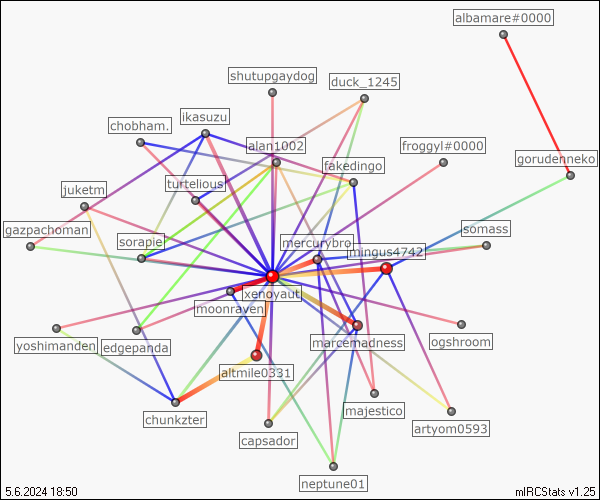 albamare#0000
shutupgaydog
duck_1245
ikasuzu
chobham.
alan1002
froggyl#0000
fakedingo
gorudenneko
turtelious
juketm
gazpachoman
somass
sorapier
mercurybro
mingus4742
xenoyaut
moonraven
yoshimanden
edgepanda
marcemadness
ogshroom
altmile0331
majestico
chunkzter
artyom0593
capsador
neptune01
5.6.2024 18:50
mIRCStats v1.25